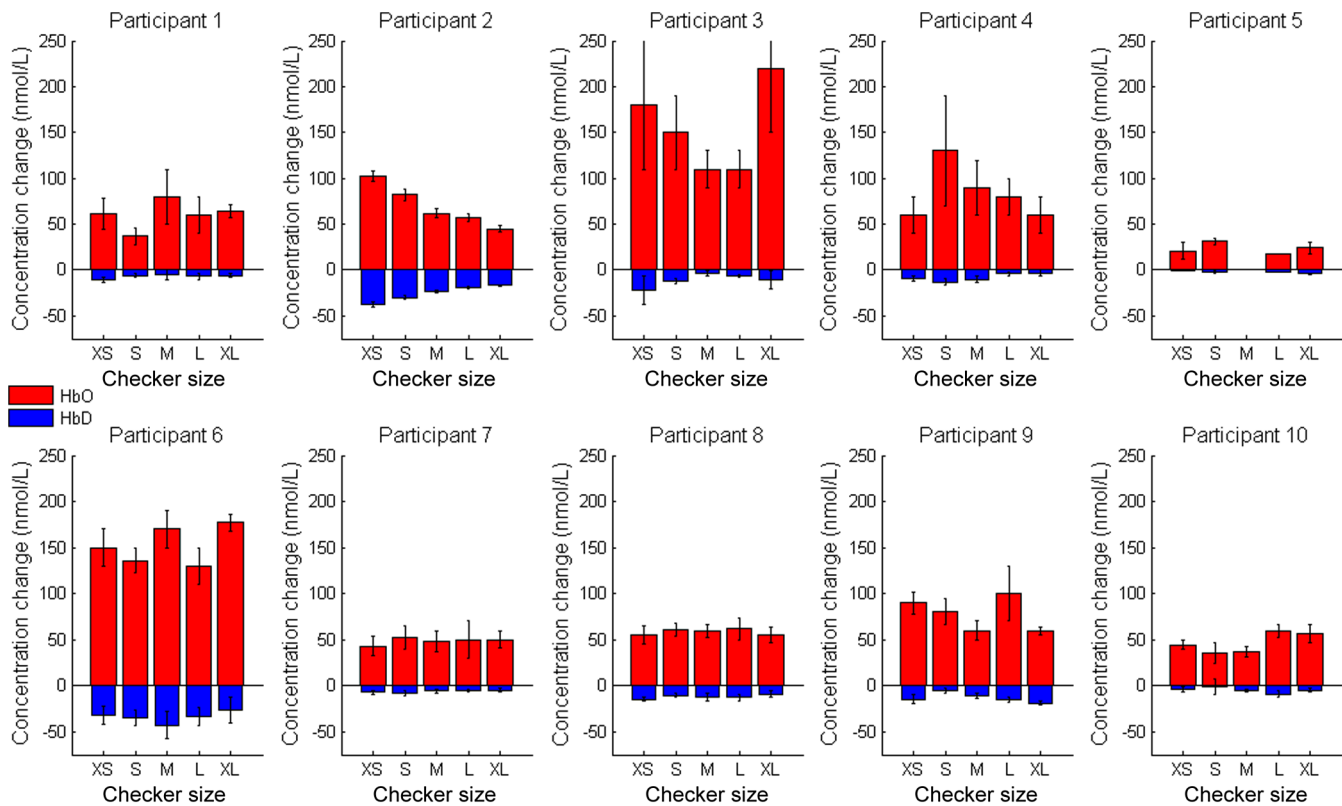 Participant 1
Participant 2
Participant 3
Participant 4
Participant 5
Concentration change (nmol/L)
250
200
150
100
50
0
-50
XS S M L XL
Checker size
Concentration change (nmol/L)
250
200
150
100
50
0
-50
XS S M L XL
Checker size
Concentration change (nmol/L)
250
200
150
100
50
0
-50
XS S M L XL
Checker size
Concentration change (nmol/L)
250
200
150
100
50
0
-50
XS S M L XL
Checker size
Concentration change (nmol/L)
250
200
150
100
50
0
-50
XS S M L XL
Checker size
HbO
HbD
Participant 6
Participant 7
Participant 8
Participant 9
Participant 10
Concentration change (nmol/L)
250
200
150
100
50
0
-50
XS S M L XL
Checker size
Concentration change (nmol/L)
250
200
150
100
50
0
-50
XS S M L XL
Checker size
Concentration change (nmol/L)
250
200
150
100
50
0
-50
XS S M L XL
Checker size
Concentration change (nmol/L)
250
200
150
100
50
0
-50
XS S M L XL
Checker size
Concentration change (nmol/L)
250
200
150
100
50
0
-50
XS S M L XL
Checker size